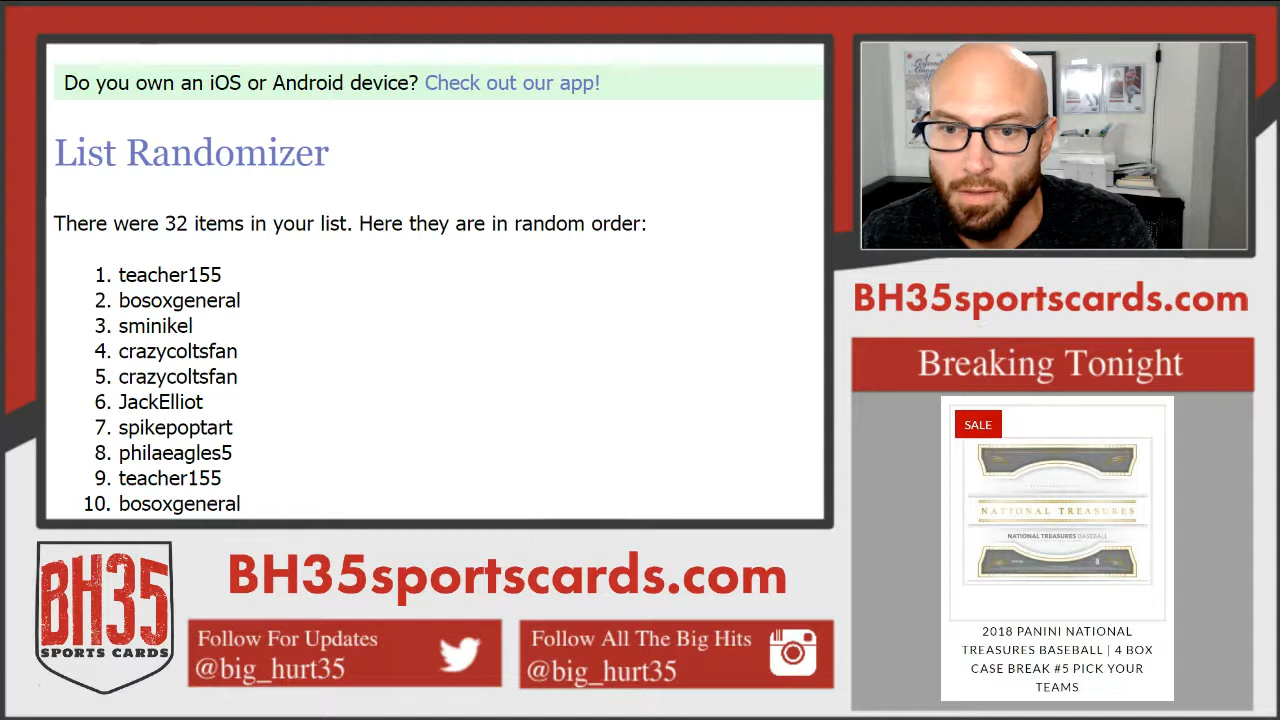 Do you own an iOS or Android device? Check out our app!
List Randomizer
There were 32 items in your list. Here they are in random order:
1. teacher155
2. bosoxgeneral
3. sminikel
4. crazycoltsfan
5. crazycoltsfan
6. JackElliot
7. spikepoptart
8. philaeagles5
9. teacher155
10. bosoxgeneral
BH35sportscards.com
Breaking Tonight
SALE
NATIONAL TREASURES
NATIONAL TREASURES BASEBALL
2018 PANINI NATIONAL
TREASURES BASEBALL | 4 BOX
CASE BREAK #5 PICK YOUR
TEAMS
BH35
SPORTS CARDS
BH35sportscards.com
Follow For Updates
@big_hurt35
Follow All The Big Hits
@big_hurt35